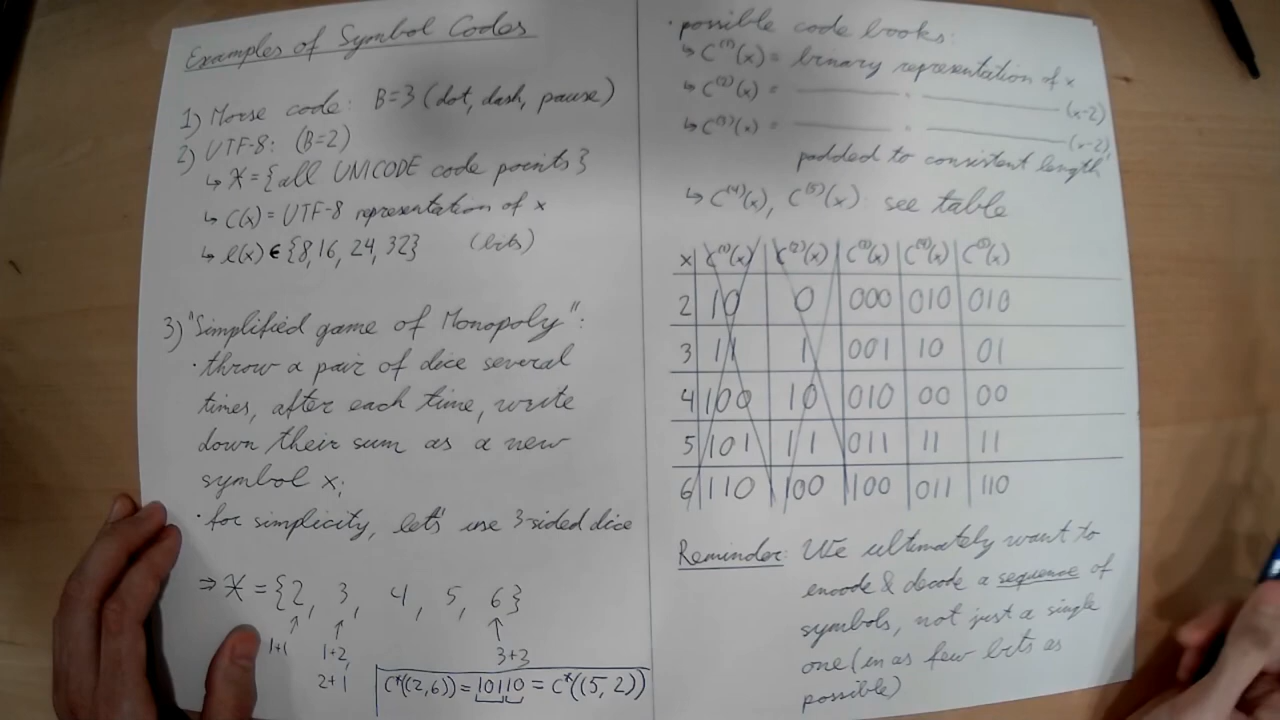 Examples of Symbol Codes
1) Morse code: B=3 (dot, dash, pause)
2) UTF-8: (B=2)
↳ X = {all UNICODE code points}
↳ C(x) = UTF-8 representation of x
↳ l(x) ∈ {8, 16, 24, 32} (bits)
3) "Simplified game of Monopoly":
· throw a pair of dice several
times, after each time, write
down their sum as a new
symbol xᵢ
· for simplicity, let's use 3-sided dice
⇒ X = {2, 3, 4, 5, 6}
1+1 1+2, 3+3
2+1
C*((2,6)) = 10110 = C*((5,2))
· possible code books:
↳ C⁽¹⁾(x) = binary representation of x
↳ C⁽²⁾(x) = ——— " ——— (x-2)
↳ C⁽³⁾(x) = ——— " ——— (x-2),
padded to consistent length
↳ C⁽⁴⁾(x), C⁽⁵⁾(x): see table
x C⁽¹⁾(x) C⁽²⁾(x) C⁽³⁾(x) C⁽⁴⁾(x) C⁽⁵⁾(x)
2 10 0 000 010 010
3 11 1 001 10 01
4 100 10 010 00 00
5 101 11 011 11 11
6 110 100 100 011 110
Reminder: We ultimately want to
encode & decode a sequence of
symbols, not just a single
one (in as few bits as
possible)